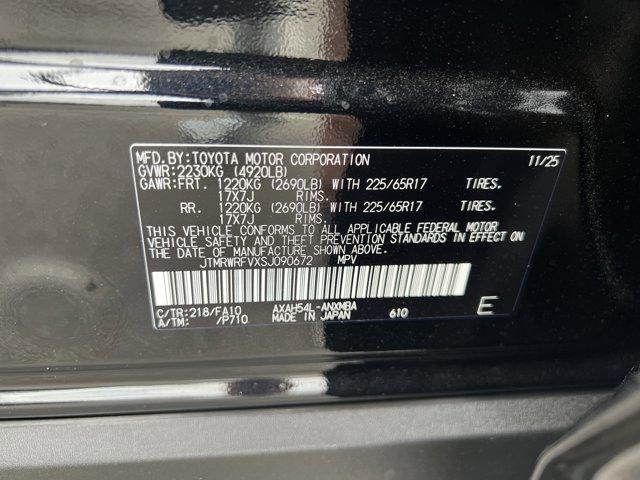 MFD.BY:TOYOTA MOTOR CORPORATION 11/25
GVWR:2230KG (4920LB)
GAWR:FRT. 1220KG (2690LB) WITH 225/65R17 TIRES.
17X7J RIMS.
RR. 1220KG (2690LB) WITH 225/65R17 TIRES.
17X7J RIMS.
THIS VEHICLE CONFORMS TO ALL APPLICABLE FEDERAL MOTOR
VEHICLE SAFETY AND THEFT PREVENTION STANDARDS IN EFFECT ON
THE DATE OF MANUFACTURE SHOWN ABOVE.
JTMRWRFVXSJ090672 MPV
C/TR:218/FA10 AXAH54L-ANXMBA 610 E
A/TM: /P710 MADE IN JAPAN